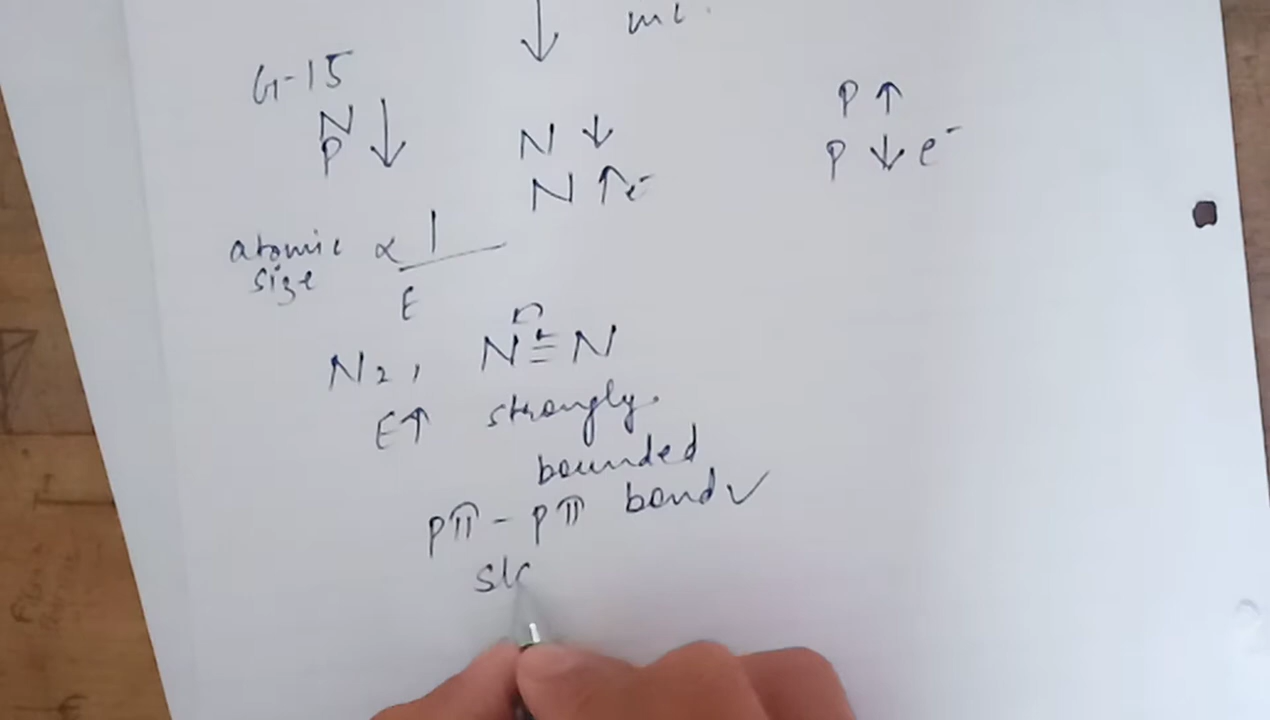 G-15
N ↓
P
N ↓
N ↑ e⁻
P ↑
P ↓ e⁻
atomic ∝ 1
size E
N₂, N≡N
E↑ strongly.
bounded
pπ - pπ bond✓